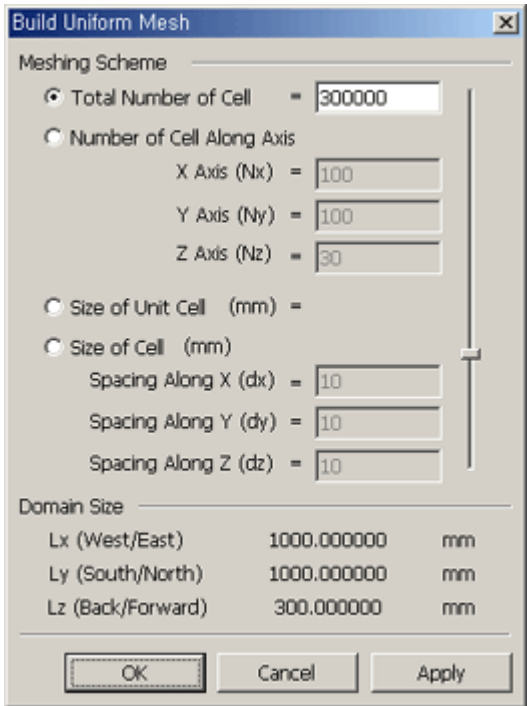 Build Uniform Mesh
Meshing Scheme
Total Number of Cell = 300000
Number of Cell Along Axis
X Axis (Nx) = 100
Y Axis (Ny) = 100
Z Axis (Nz) = 30
Size of Unit Cell (mm) =
Size of Cell (mm)
Spacing Along X (dx) = 10
Spacing Along Y (dy) = 10
Spacing Along Z (dz) = 10
Domain Size
Lx (West/East) 1000.000000 mm
Ly (South/North) 1000.000000 mm
Lz (Back/Forward) 300.000000 mm
OK Cancel Apply